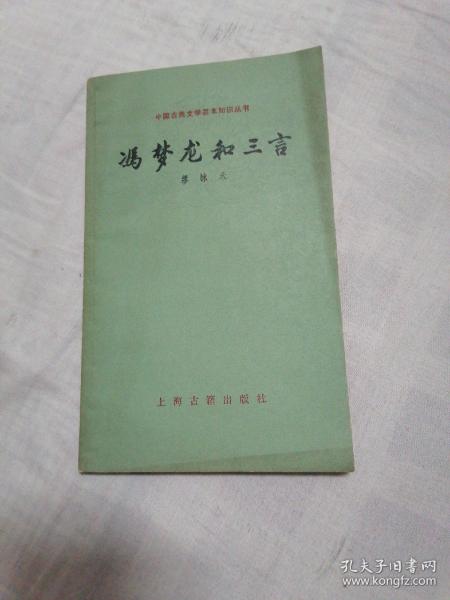 中国古典文学基本知识丛书
冯梦龙和三言
缪咏禾
上海古籍出版社
孔夫子旧书网
www.kongfz.com